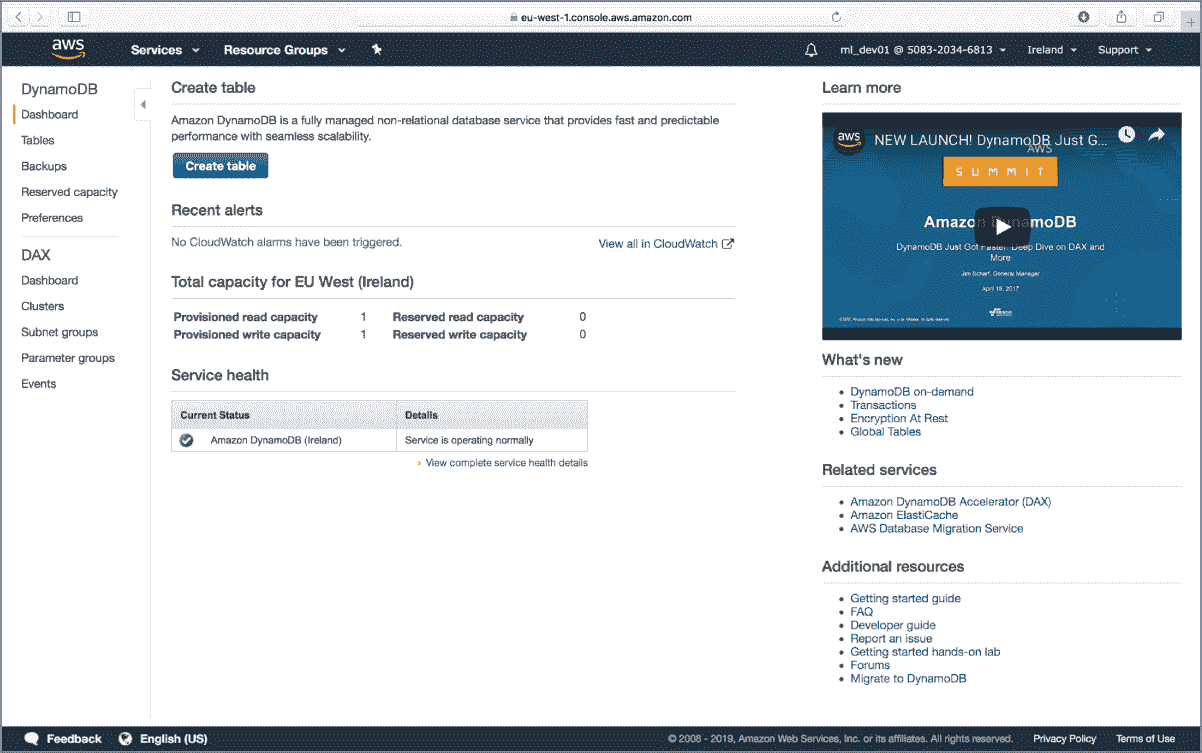 eu-west-1.console.aws.amazon.com
aws Services Resource Groups ml_dev01 @ 5083-2034-6813 Ireland Support
DynamoDB
Dashboard
Tables
Backups
Reserved capacity
Preferences
DAX
Dashboard
Clusters
Subnet groups
Parameter groups
Events
Create table
Amazon DynamoDB is a fully managed non-relational database service that provides fast and predictable
performance with seamless scalability.
Create table
Recent alerts
No CloudWatch alarms have been triggered. View all in CloudWatch
Total capacity for EU West (Ireland)
Provisioned read capacity 1 Reserved read capacity 0
Provisioned write capacity 1 Reserved write capacity 0
Service health
Current Status Details
Amazon DynamoDB (Ireland) Service is operating normally
View complete service health details
Learn more
aws NEW LAUNCH! DynamoDB Just G...
AWS
SUMMIT
Amazon DynamoDB
DynamoDB Just Got Faster: Deep Dive on DAX and
More
Jim Scharf, General Manager
April 19, 2017
What's new
DynamoDB on-demand
Transactions
Encryption At Rest
Global Tables
Related services
Amazon DynamoDB Accelerator (DAX)
Amazon ElastiCache
AWS Database Migration Service
Additional resources
Getting started guide
FAQ
Developer guide
Report an issue
Getting started hands-on lab
Forums
Migrate to DynamoDB
Feedback English (US) © 2008 - 2019, Amazon Web Services, Inc. or its affiliates. All rights reserved. Privacy Policy Terms of Use